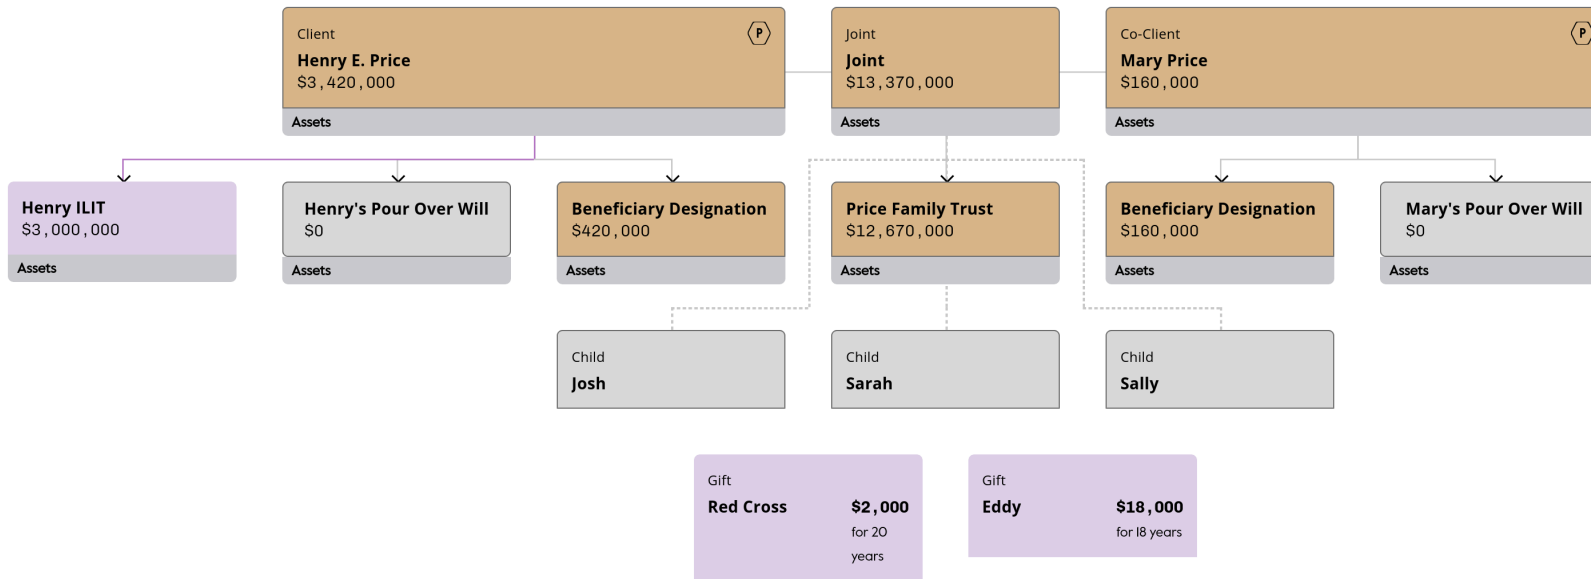 Client
P
Henry E. Price
$3,420,000
Assets
Joint
Joint
$13,370,000
Assets
Co-Client
P
Mary Price
$160,000
Assets
Henry ILIT
$3,000,000
Assets
Henry's Pour Over Will
$0
Assets
Beneficiary Designation
$420,000
Assets
Price Family Trust
$12,670,000
Assets
Beneficiary Designation
$160,000
Assets
Mary's Pour Over Will
$0
Assets
Child
Josh
Child
Sarah
Child
Sally
Gift
Red Cross $2,000
for 20
years
Gift
Eddy $18,000
for 18 years